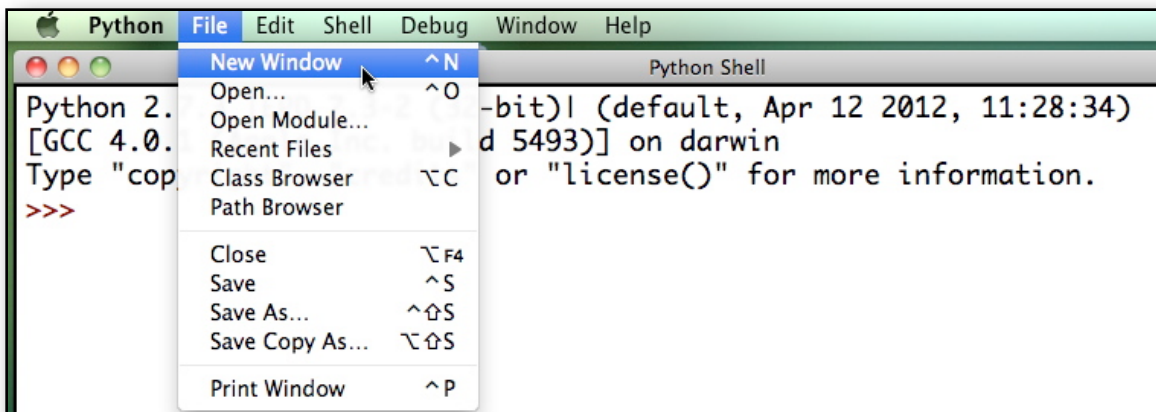 Python File Edit Shell Debug Window Help
Python Shell
New Window ^N
Open... ^O
Open Module...
Recent Files ▶
Class Browser ⌥C
Path Browser
Close ⌥F4
Save ^S
Save As... ^⇧S
Save Copy As... ⌥⇧S
Print Window ^P
Python 2.7. -bit)| (default, Apr 12 2012, 11:28:34)
[GCC 4.0. d 5493)] on darwin
Type "cop or "license()" for more information.
>>>